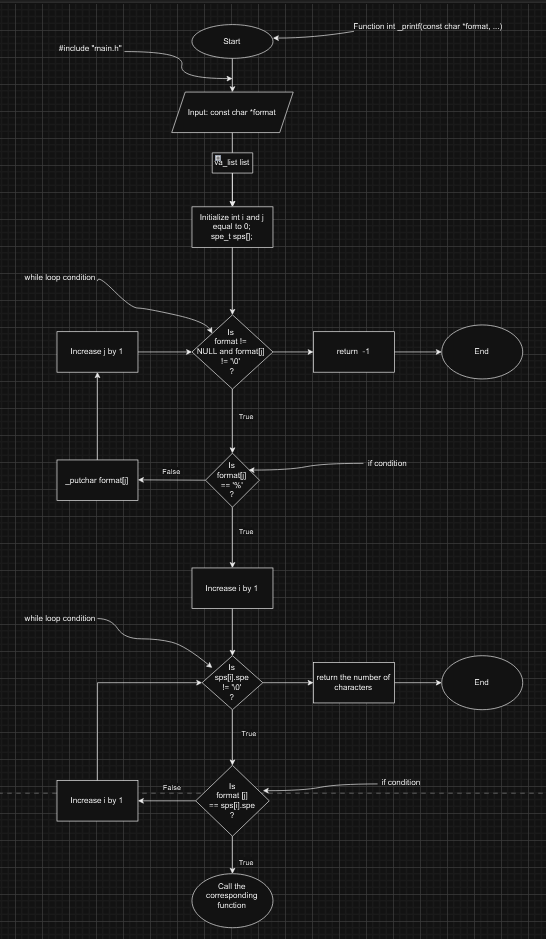 Function int _printf(const char *format, ...)
Start
#include "main.h"
Input: const char *format
va_list list
Initialize int i and j
equal to 0;
spe_t sps[];
while loop condition
Is
format !=
NULL and format[j]
!= '\0'
?
Increase j by 1
return  -1
End
True
if condition
Is
format[j]
== '%'
?
False
_putchar format[j]
True
Increase i by 1
while loop condition
Is
sps[i].spe
!= '\0'
?
return the number of
characters
End
True
if condition
Is
format [j]
== sps[i].spe
?
False
Increase i by 1
True
Call the
corresponding
function